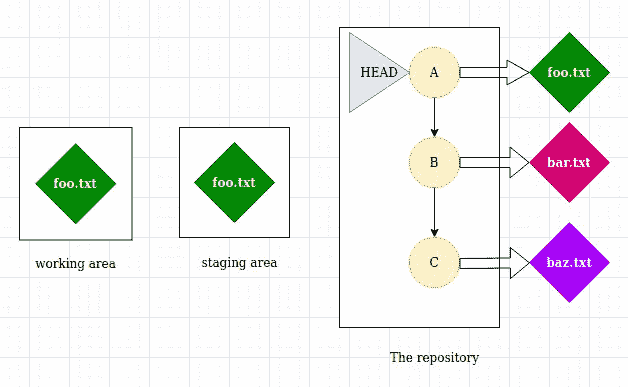 HEAD
A
foo.txt
B
bar.txt
foo.txt
foo.txt
working area
staging area
C
baz.txt
The repository